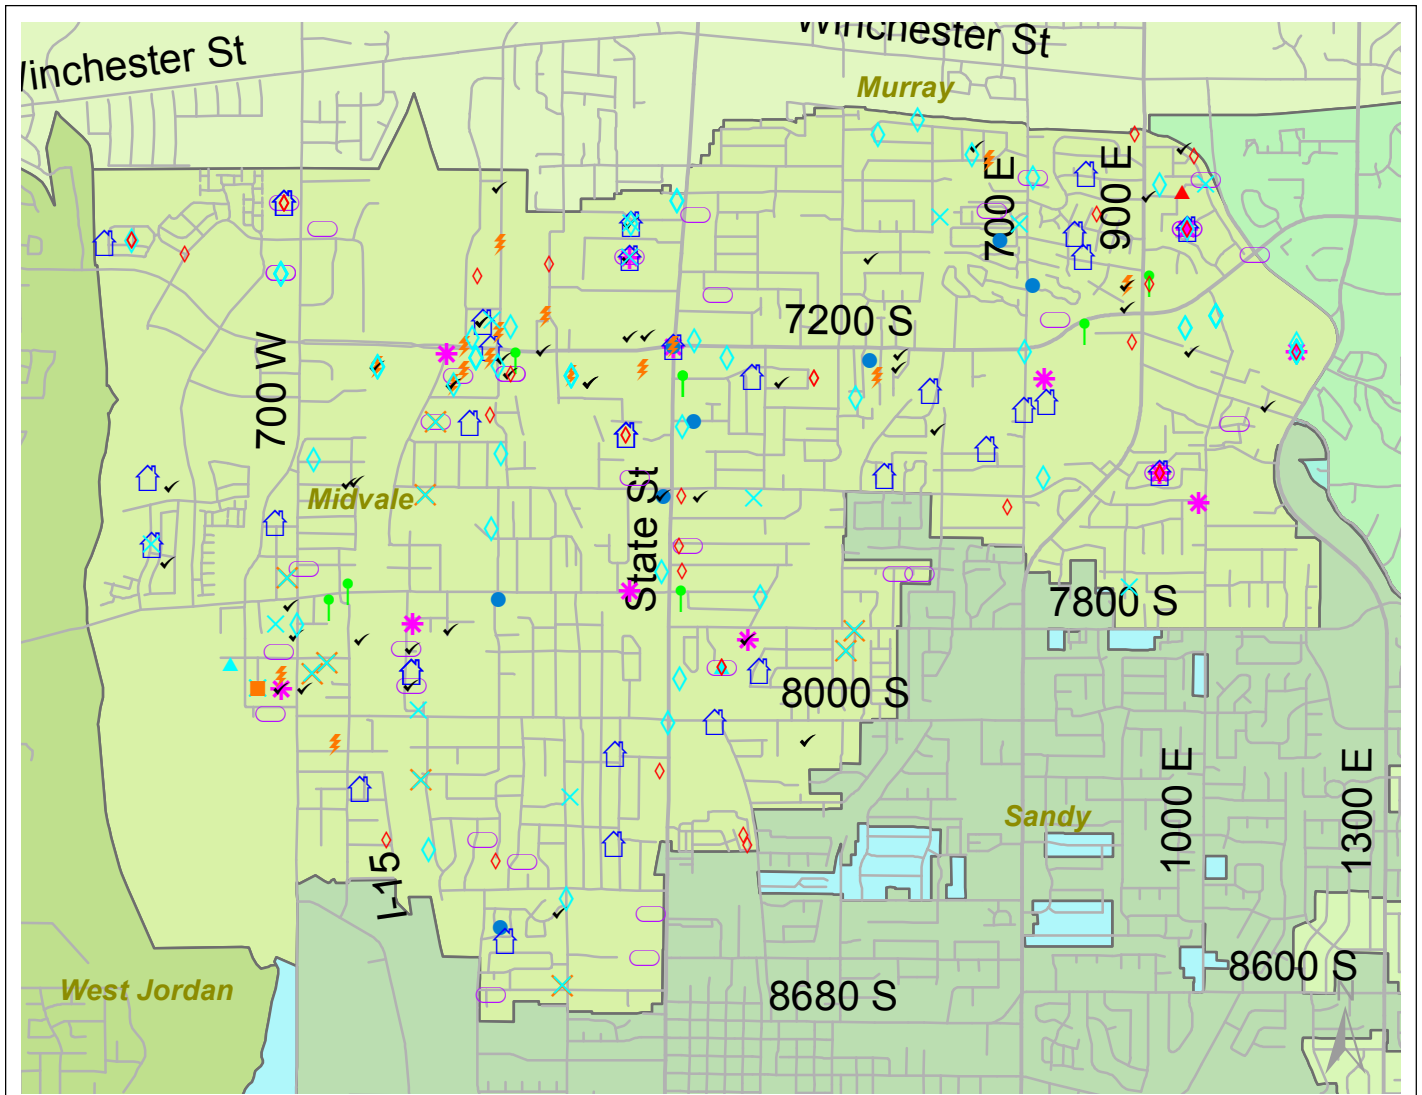 Winchester St
Winchester St
Murray
700 E
900 E
7200 S
700 W
Midvale
State St
7800 S
8000 S
Sandy
1000 E
1300 E
I-15
West Jordan
8680 S
8600 S